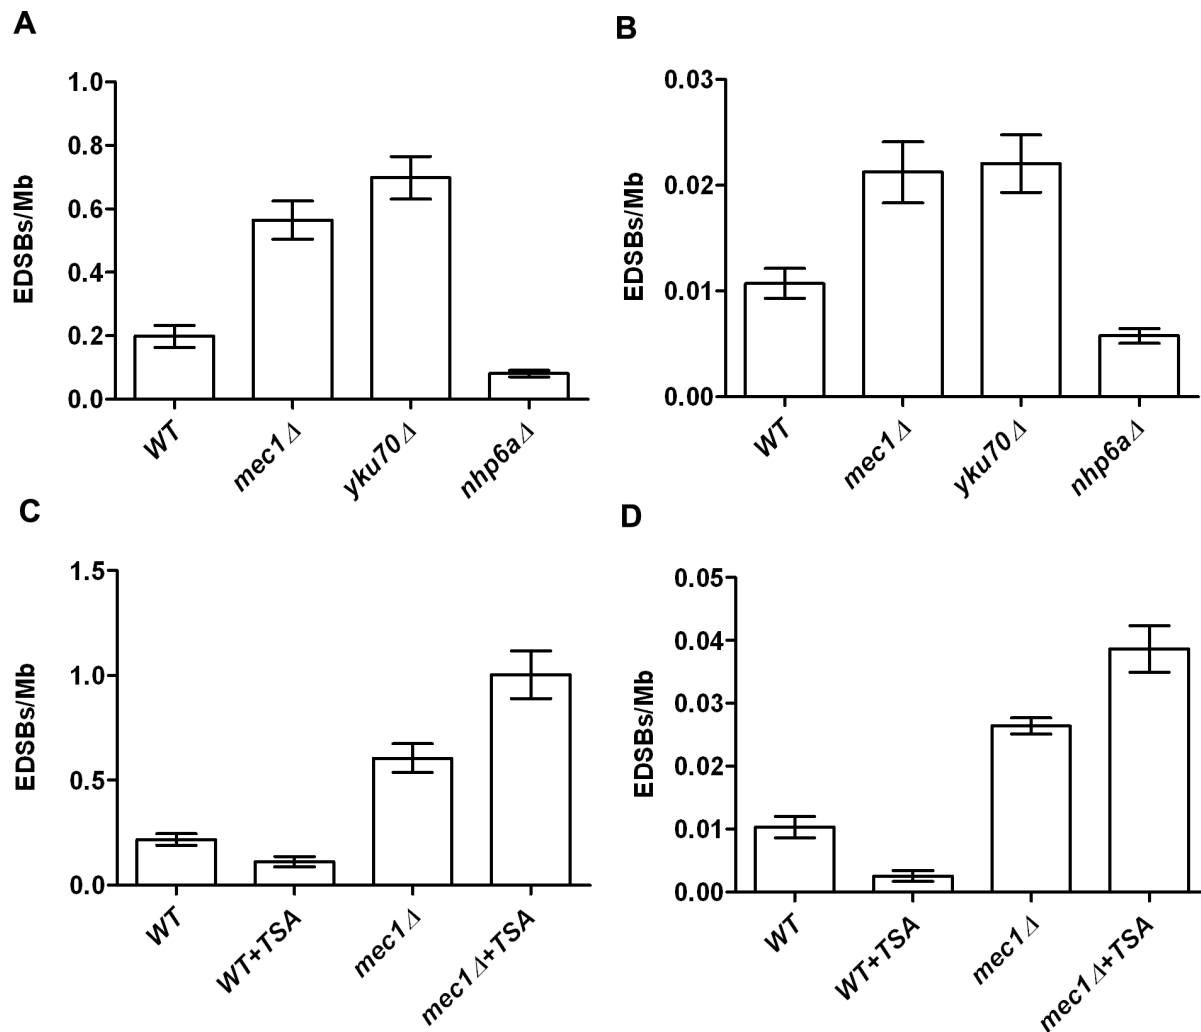 A
EDSBs/Mb
1.0
0.8
0.6
0.4
0.2
0.0
WT
mec1Δ
yku70Δ
nhp6aΔ
B
EDSBs/Mb
0.03
0.02
0.01
0.00
WT
mec1Δ
yku70Δ
nhp6aΔ
C
EDSBs/Mb
1.5
1.0
0.5
0.0
WT
WT+TSA
mec1Δ
mec1Δ+TSA
D
EDSBs/Mb
0.05
0.04
0.03
0.02
0.01
0.00
WT
WT+TSA
mec1Δ
mec1Δ+TSA